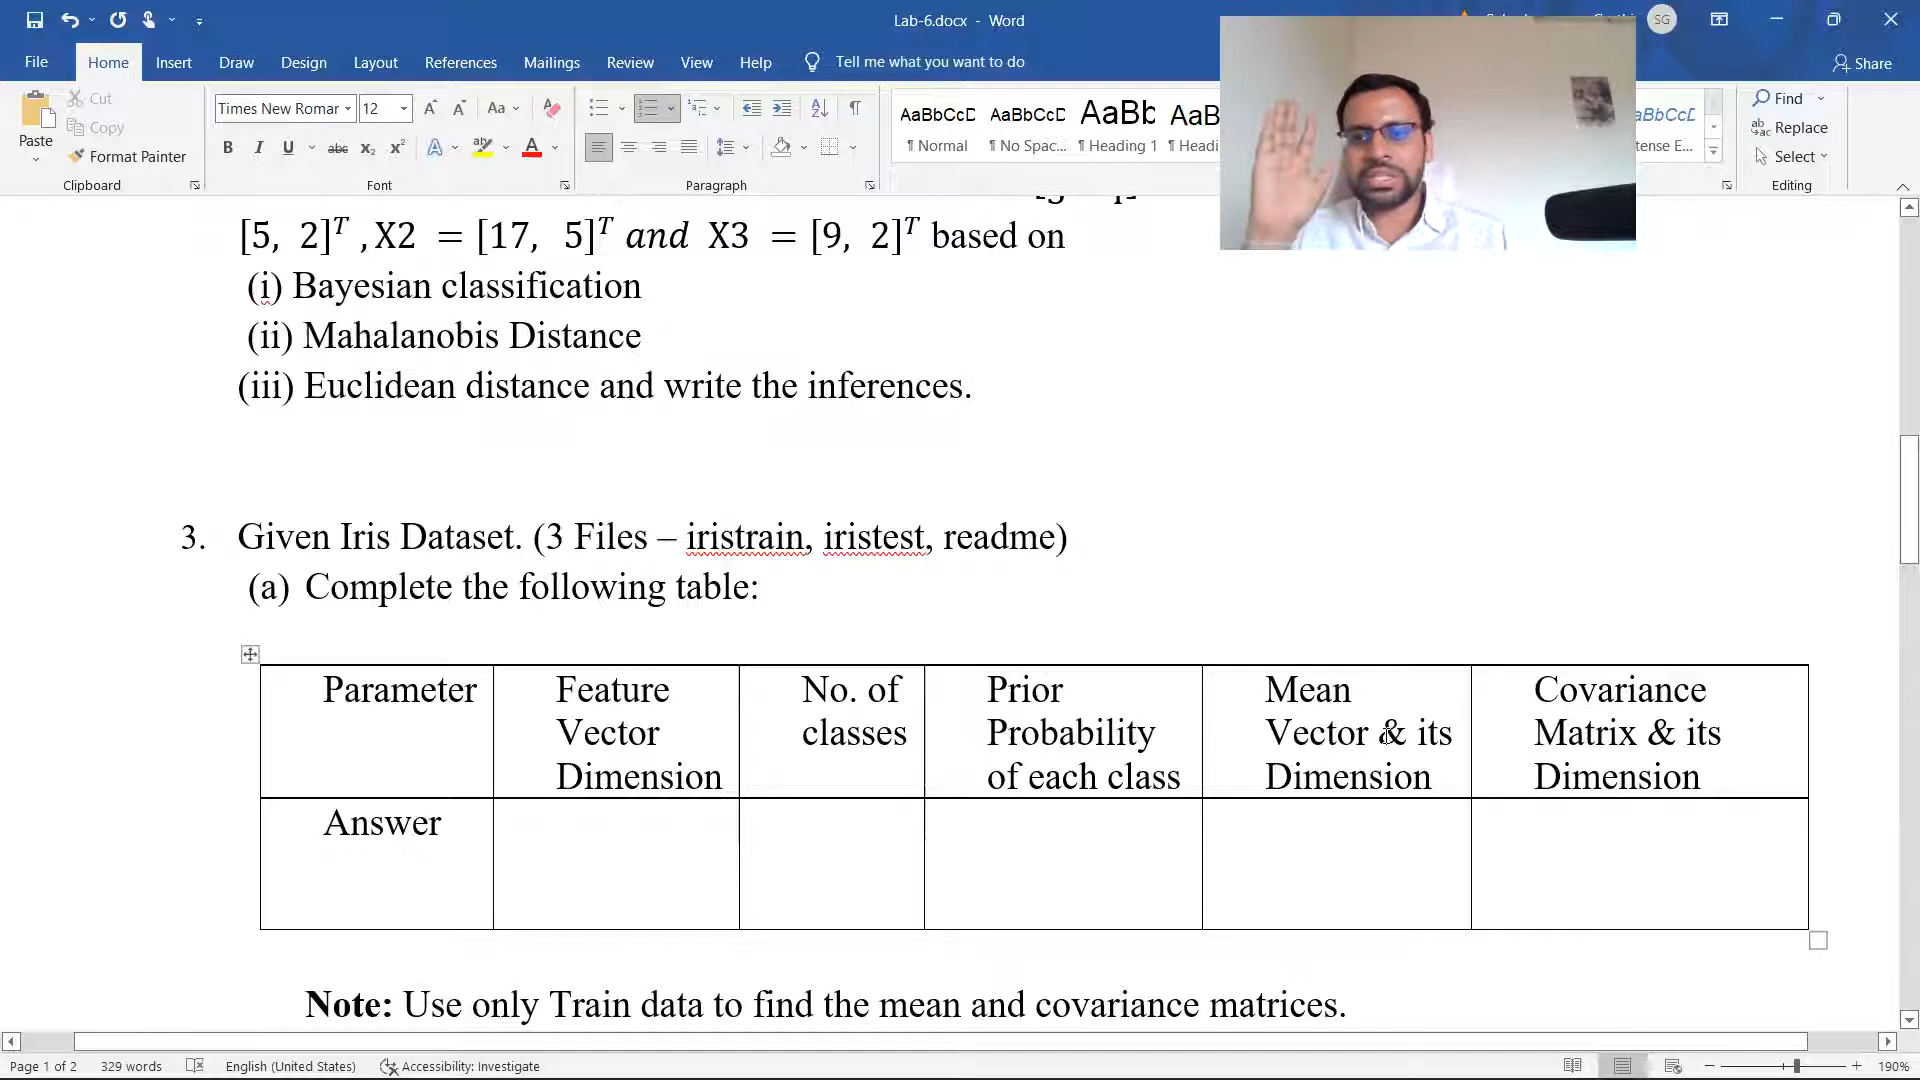 Lab-6.docx - Word
SG
File Home Insert Draw Design Layout References Mailings Review View Help Tell me what you want to do
Share
Paste
Cut
Copy
Format Painter
Clipboard
Times New Romar 12
Font
Paragraph
AaBbCcD AaBbCcD AaBb AaB
¶ Normal ¶ No Spac... ¶ Heading 1 ¶ Headi
aBbCcD
tense E...
Find
Replace
Select
Editing
[5, 2]ᵀ, X2 = [17, 5]ᵀ and X3 = [9, 2]ᵀ based on
(i) Bayesian classification
(ii) Mahalanobis Distance
(iii) Euclidean distance and write the inferences.
3. Given Iris Dataset. (3 Files – iristrain, iristest, readme)
(a) Complete the following table:
Parameter
Feature Vector Dimension
No. of classes
Prior Probability of each class
Mean Vector & its Dimension
Covariance Matrix & its Dimension
Answer
Note: Use only Train data to find the mean and covariance matrices.
Page 1 of 2 329 words English (United States) Accessibility: Investigate 190%